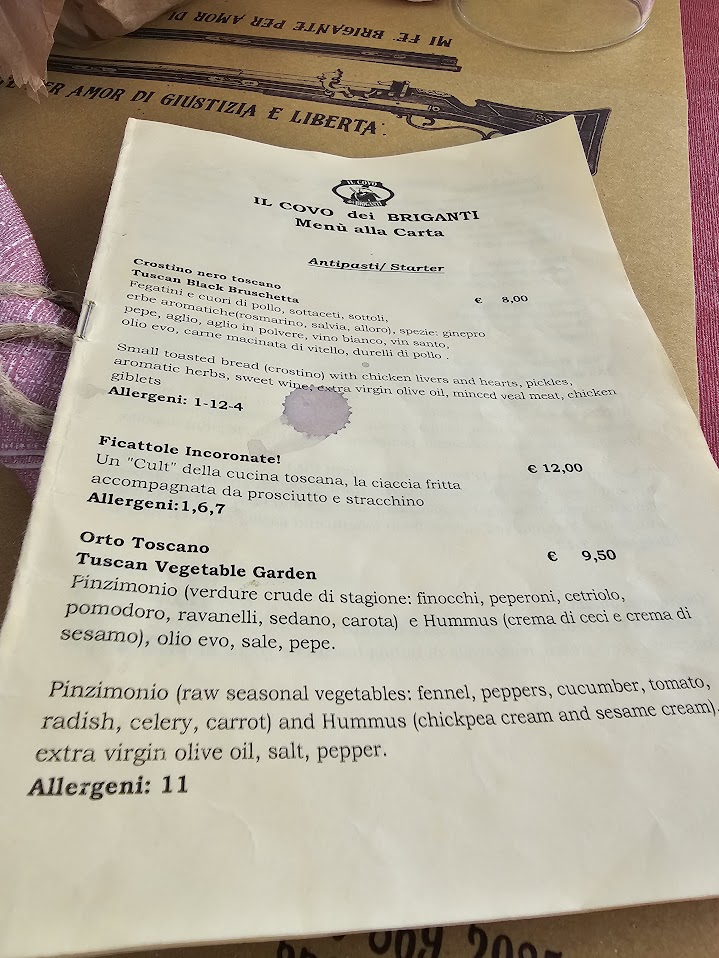 MI FE BRIGANTE PER AMOR DI
PER AMOR DI GIUSTIZIA E LIBERTA'
IL COVO
dei BRIGANTI
IL COVO dei BRIGANTI
Menù alla Carta
Antipasti/ Starter
Crostino nero toscano
Tuscan Black Bruschetta € 8,00
Fegatini e cuori di pollo, sottaceti, sottoli,
erbe aromatiche(rosmarino, salvia, alloro), spezie: ginepro
pepe, aglio, aglio in polvere, vino bianco, vin santo,
olio evo, carne macinata di vitello, durelli di pollo .
Small toasted bread (crostino) with chicken livers and hearts, pickles,
aromatic herbs, sweet wine, extra virgin olive oil, minced veal meat, chicken
giblets
Allergeni: 1-12-4
Ficattole Incoronate! € 12,00
Un "Cult" della cucina toscana, la ciaccia fritta
accompagnata da prosciutto e stracchino
Allergeni:1,6,7
Orto Toscano € 9,50
Tuscan Vegetable Garden
Pinzimonio (verdure crude di stagione: finocchi, peperoni, cetriolo,
pomodoro, ravanelli, sedano, carota) e Hummus (crema di ceci e crema di
sesamo), olio evo, sale, pepe.
Pinzimonio (raw seasonal vegetables: fennel, peppers, cucumber, tomato,
radish, celery, carrot) and Hummus (chickpea cream and sesame cream).
extra virgin olive oil, salt, pepper.
Allergeni: 11